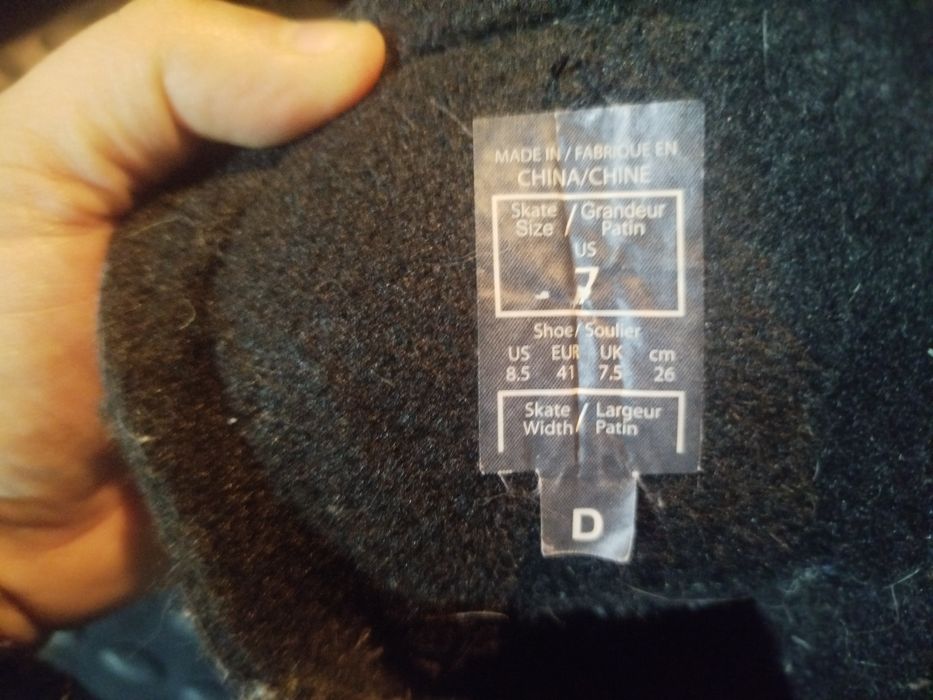 MADE IN / FABRIQUE EN
CHINA/CHINE
Skate / Grandeur
Size Patin
US
7
Shoe/Soulier
US EUR UK cm
8.5 41 7.5 26
Skate / Largeur
Width Patin
D